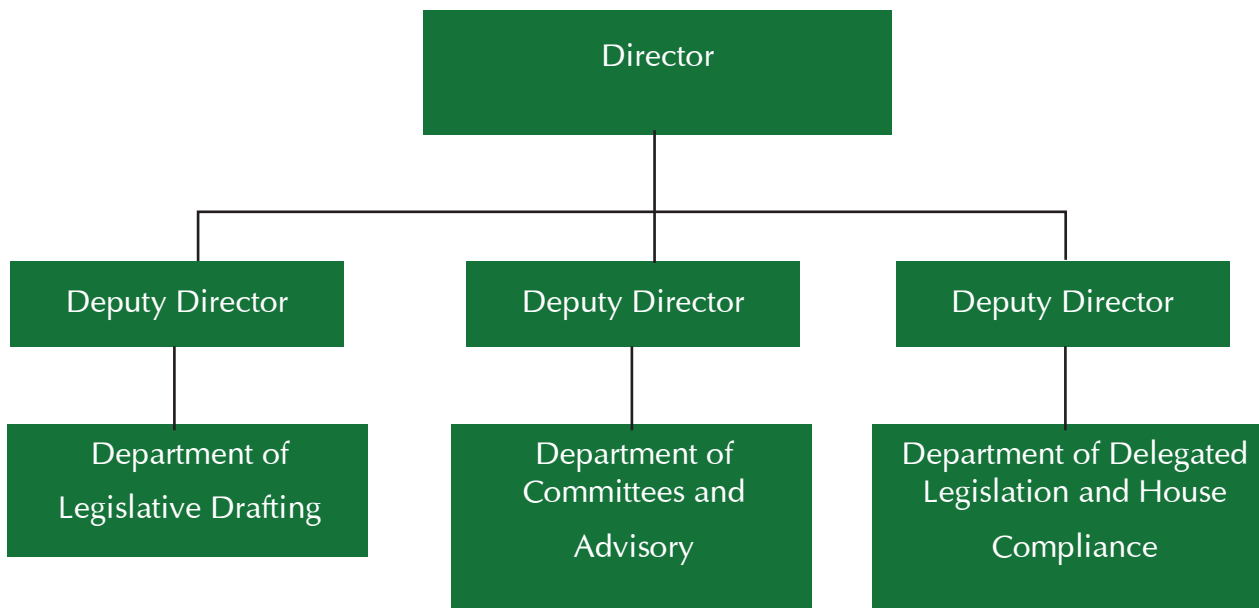 Director
Deputy Director
Deputy Director
Deputy Director
Department of
Legislative Drafting
Department of
Committees and
Advisory
Department of Delegated
Legislation and House
Compliance